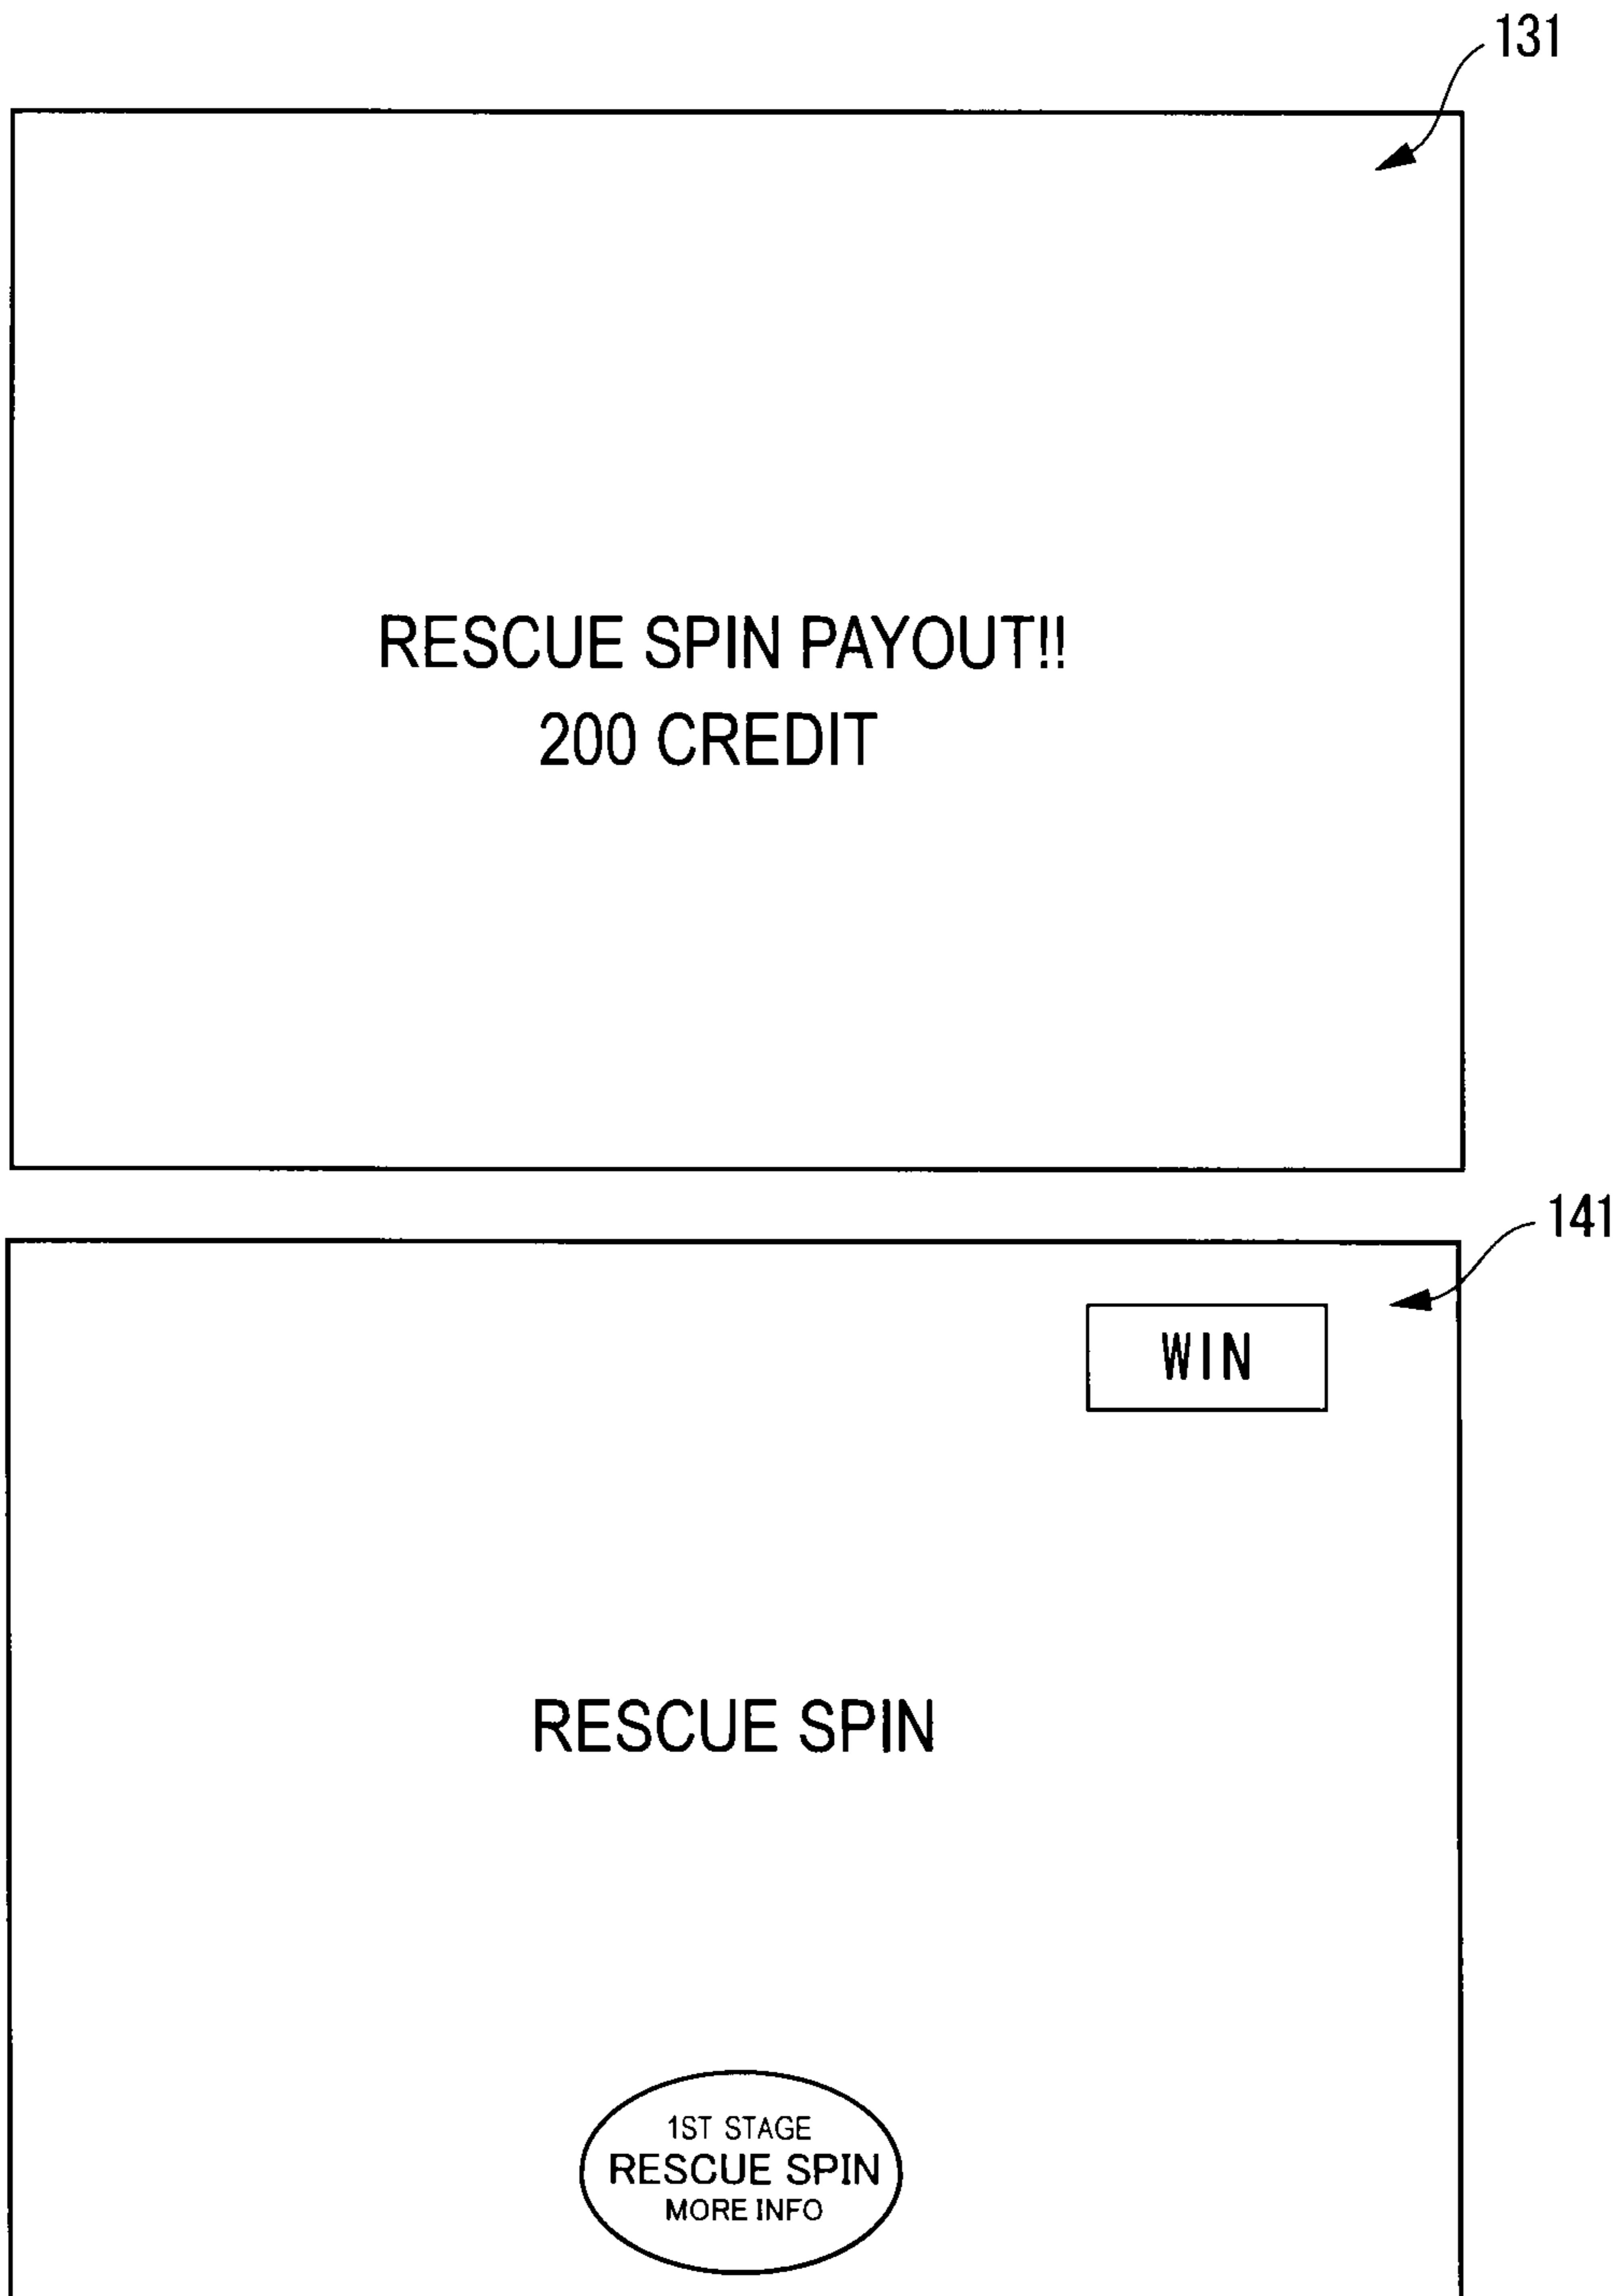 131
RESCUE SPIN PAYOUT!!
200 CREDIT
141
WIN
RESCUE SPIN
1ST STAGE
RESCUE SPIN
MORE INFO